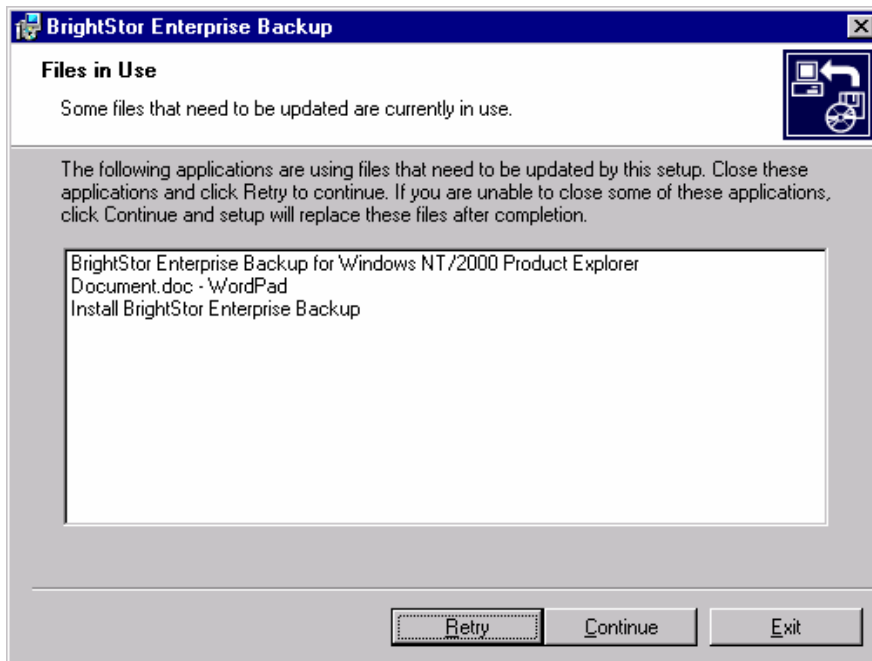 BrightStor Enterprise Backup
Files in Use
Some files that need to be updated are currently in use.
The following applications are using files that need to be updated by this setup. Close these
applications and click Retry to continue. If you are unable to close some of these applications,
click Continue and setup will replace these files after completion.
BrightStor Enterprise Backup for Windows NT/2000 Product Explorer
Document.doc - WordPad
Install BrightStor Enterprise Backup
Retry
Continue
Exit